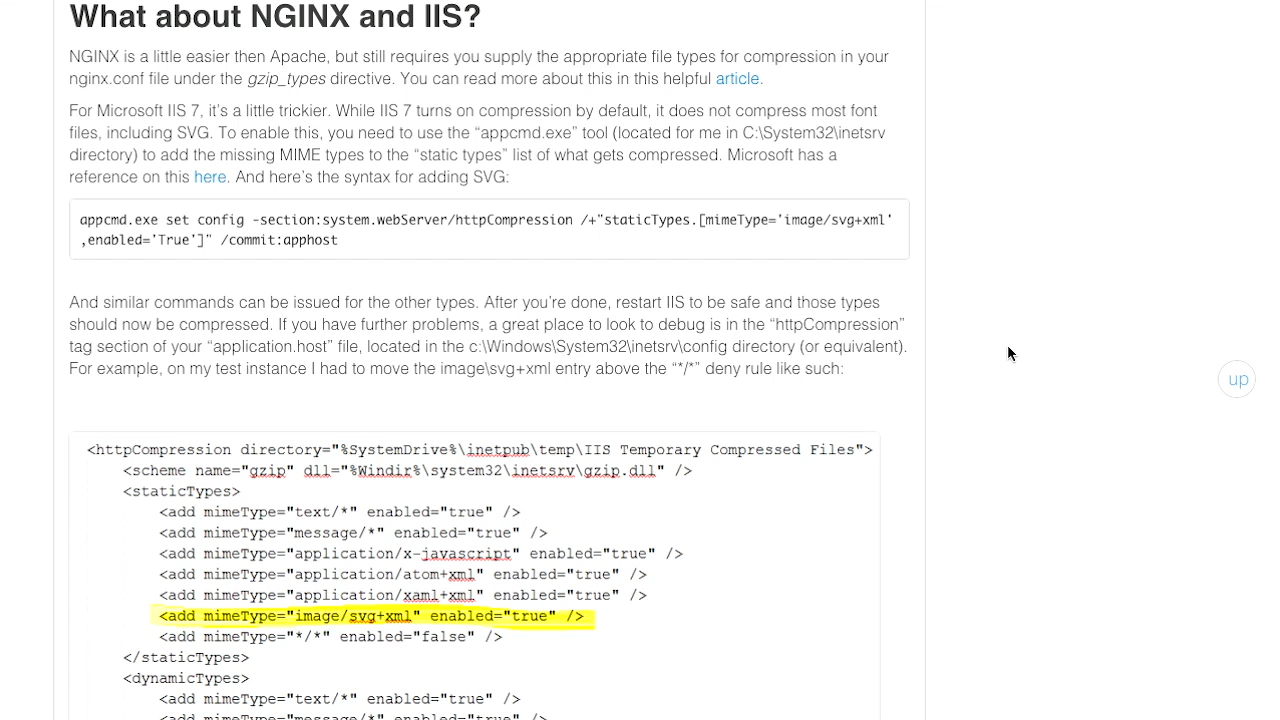 What about NGINX and IIS?
NGINX is a little easier then Apache, but still requires you supply the appropriate file types for compression in your
nginx.conf file under the gzip_types directive. You can read more about this in this helpful article.
For Microsoft IIS 7, it's a little trickier. While IIS 7 turns on compression by default, it does not compress most font
files, including SVG. To enable this, you need to use the “appcmd.exe” tool (located for me in C:\System32\inetsrv
directory) to add the missing MIME types to the “static types” list of what gets compressed. Microsoft has a
reference on this here. And here's the syntax for adding SVG:
appcmd.exe set config -section:system.webServer/httpCompression /+"staticTypes.[mimeType='image/svg+xml'
,enabled='True']" /commit:apphost
And similar commands can be issued for the other types. After you're done, restart IIS to be safe and those types
should now be compressed. If you have further problems, a great place to look to debug is in the “httpCompression”
tag section of your “application.host” file, located in the c:\Windows\System32\inetsrv\config directory (or equivalent).
For example, on my test instance I had to move the image\svg+xml entry above the “*/*” deny rule like such:
up
<httpCompression directory="%SystemDrive%\inetpub\temp\IIS Temporary Compressed Files">
<scheme name="gzip" dll="%Windir%\system32\inetsrv\gzip.dll" />
<staticTypes>
<add mimeType="text/*" enabled="true" />
<add mimeType="message/*" enabled="true" />
<add mimeType="application/x-javascript" enabled="true" />
<add mimeType="application/atom+xml" enabled="true" />
<add mimeType="application/xaml+xml" enabled="true" />
<add mimeType="image/svg+xml" enabled="true" />
<add mimeType="*/*" enabled="false" />
</staticTypes>
<dynamicTypes>
<add mimeType="text/*" enabled="true" />
<add mimeType="message/*" enabled="true" />